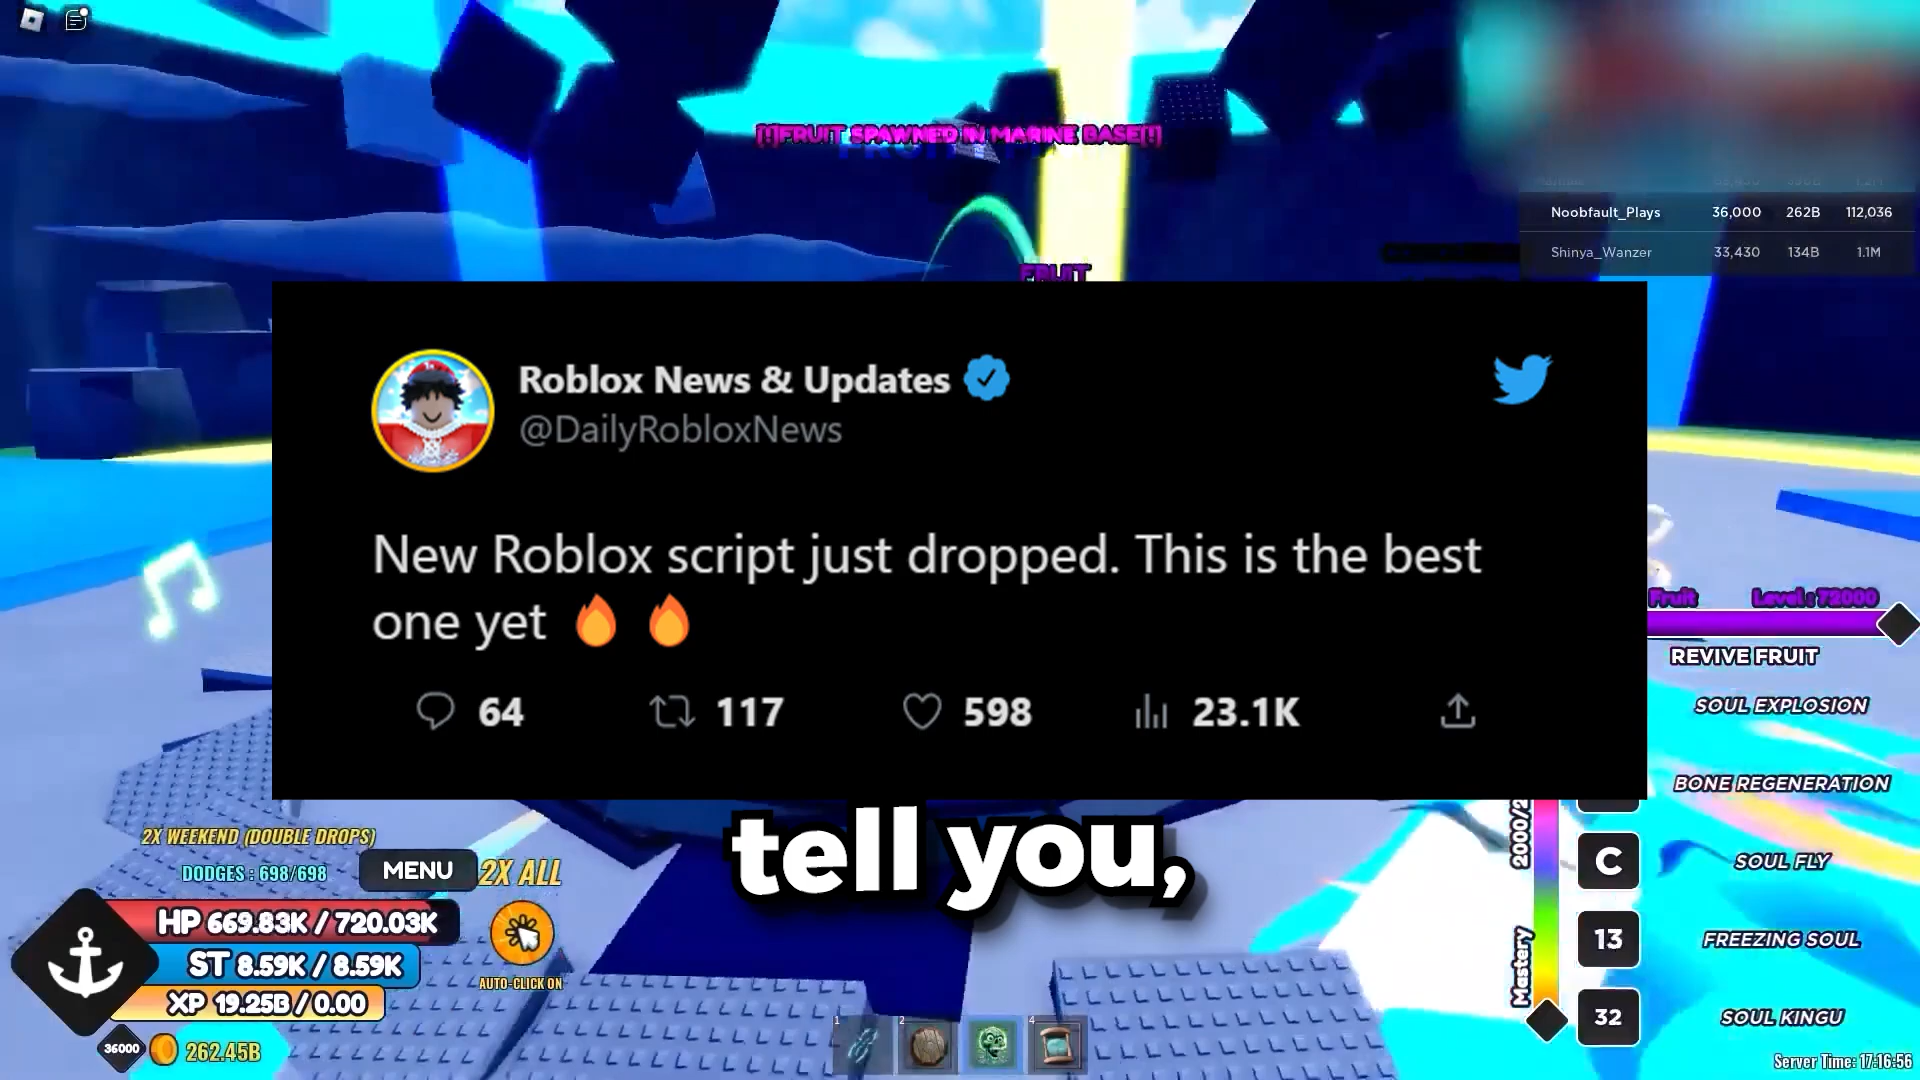 [!]FRUIT SPAWNED IN MARINE BASE[!]
Noobfault_Plays 36,000 262B 112,036
Shinya_Wanzer 33,430 134B 1.1M
FRUIT
Roblox News & Updates
@DailyRobloxNews
New Roblox script just dropped. This is the best
one yet 🔥 🔥
64 117 598 23.1K
Fruit Level : 72000
REVIVE FRUIT
SOUL EXPLOSION
BONE REGENERATION
C SOUL FLY
13 FREEZING SOUL
32 SOUL KINGU
Mastery
tell you,
2X WEEKEND (DOUBLE DROPS)
DODGES : 698/698
MENU
2X ALL
HP 669.83K / 720.03K
ST 8.59K / 8.59K
XP 19.25B / 0.00
AUTO-CLICK ON
36000
262.45B
1 2 4
Server Time: 17:16:56